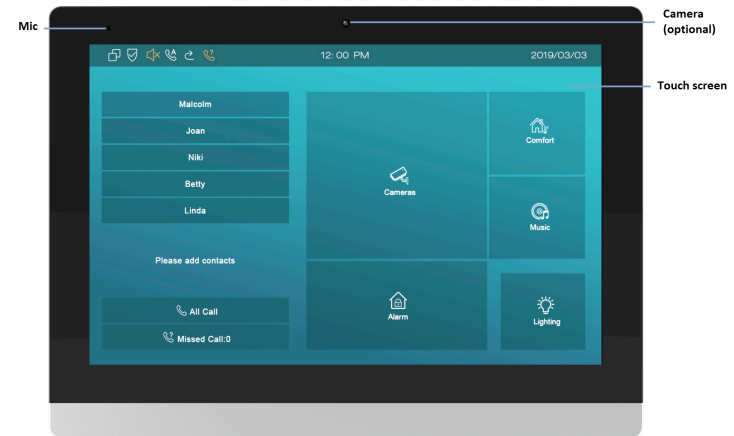 Mic
Camera
(optional)
12: 00 PM
2019/03/03
Touch screen
Malcolm
Joan
Niki
Betty
Linda
Please add contacts
All Call
Missed Call:0
Cameras
Comfort
Music
Alarm
Lighting